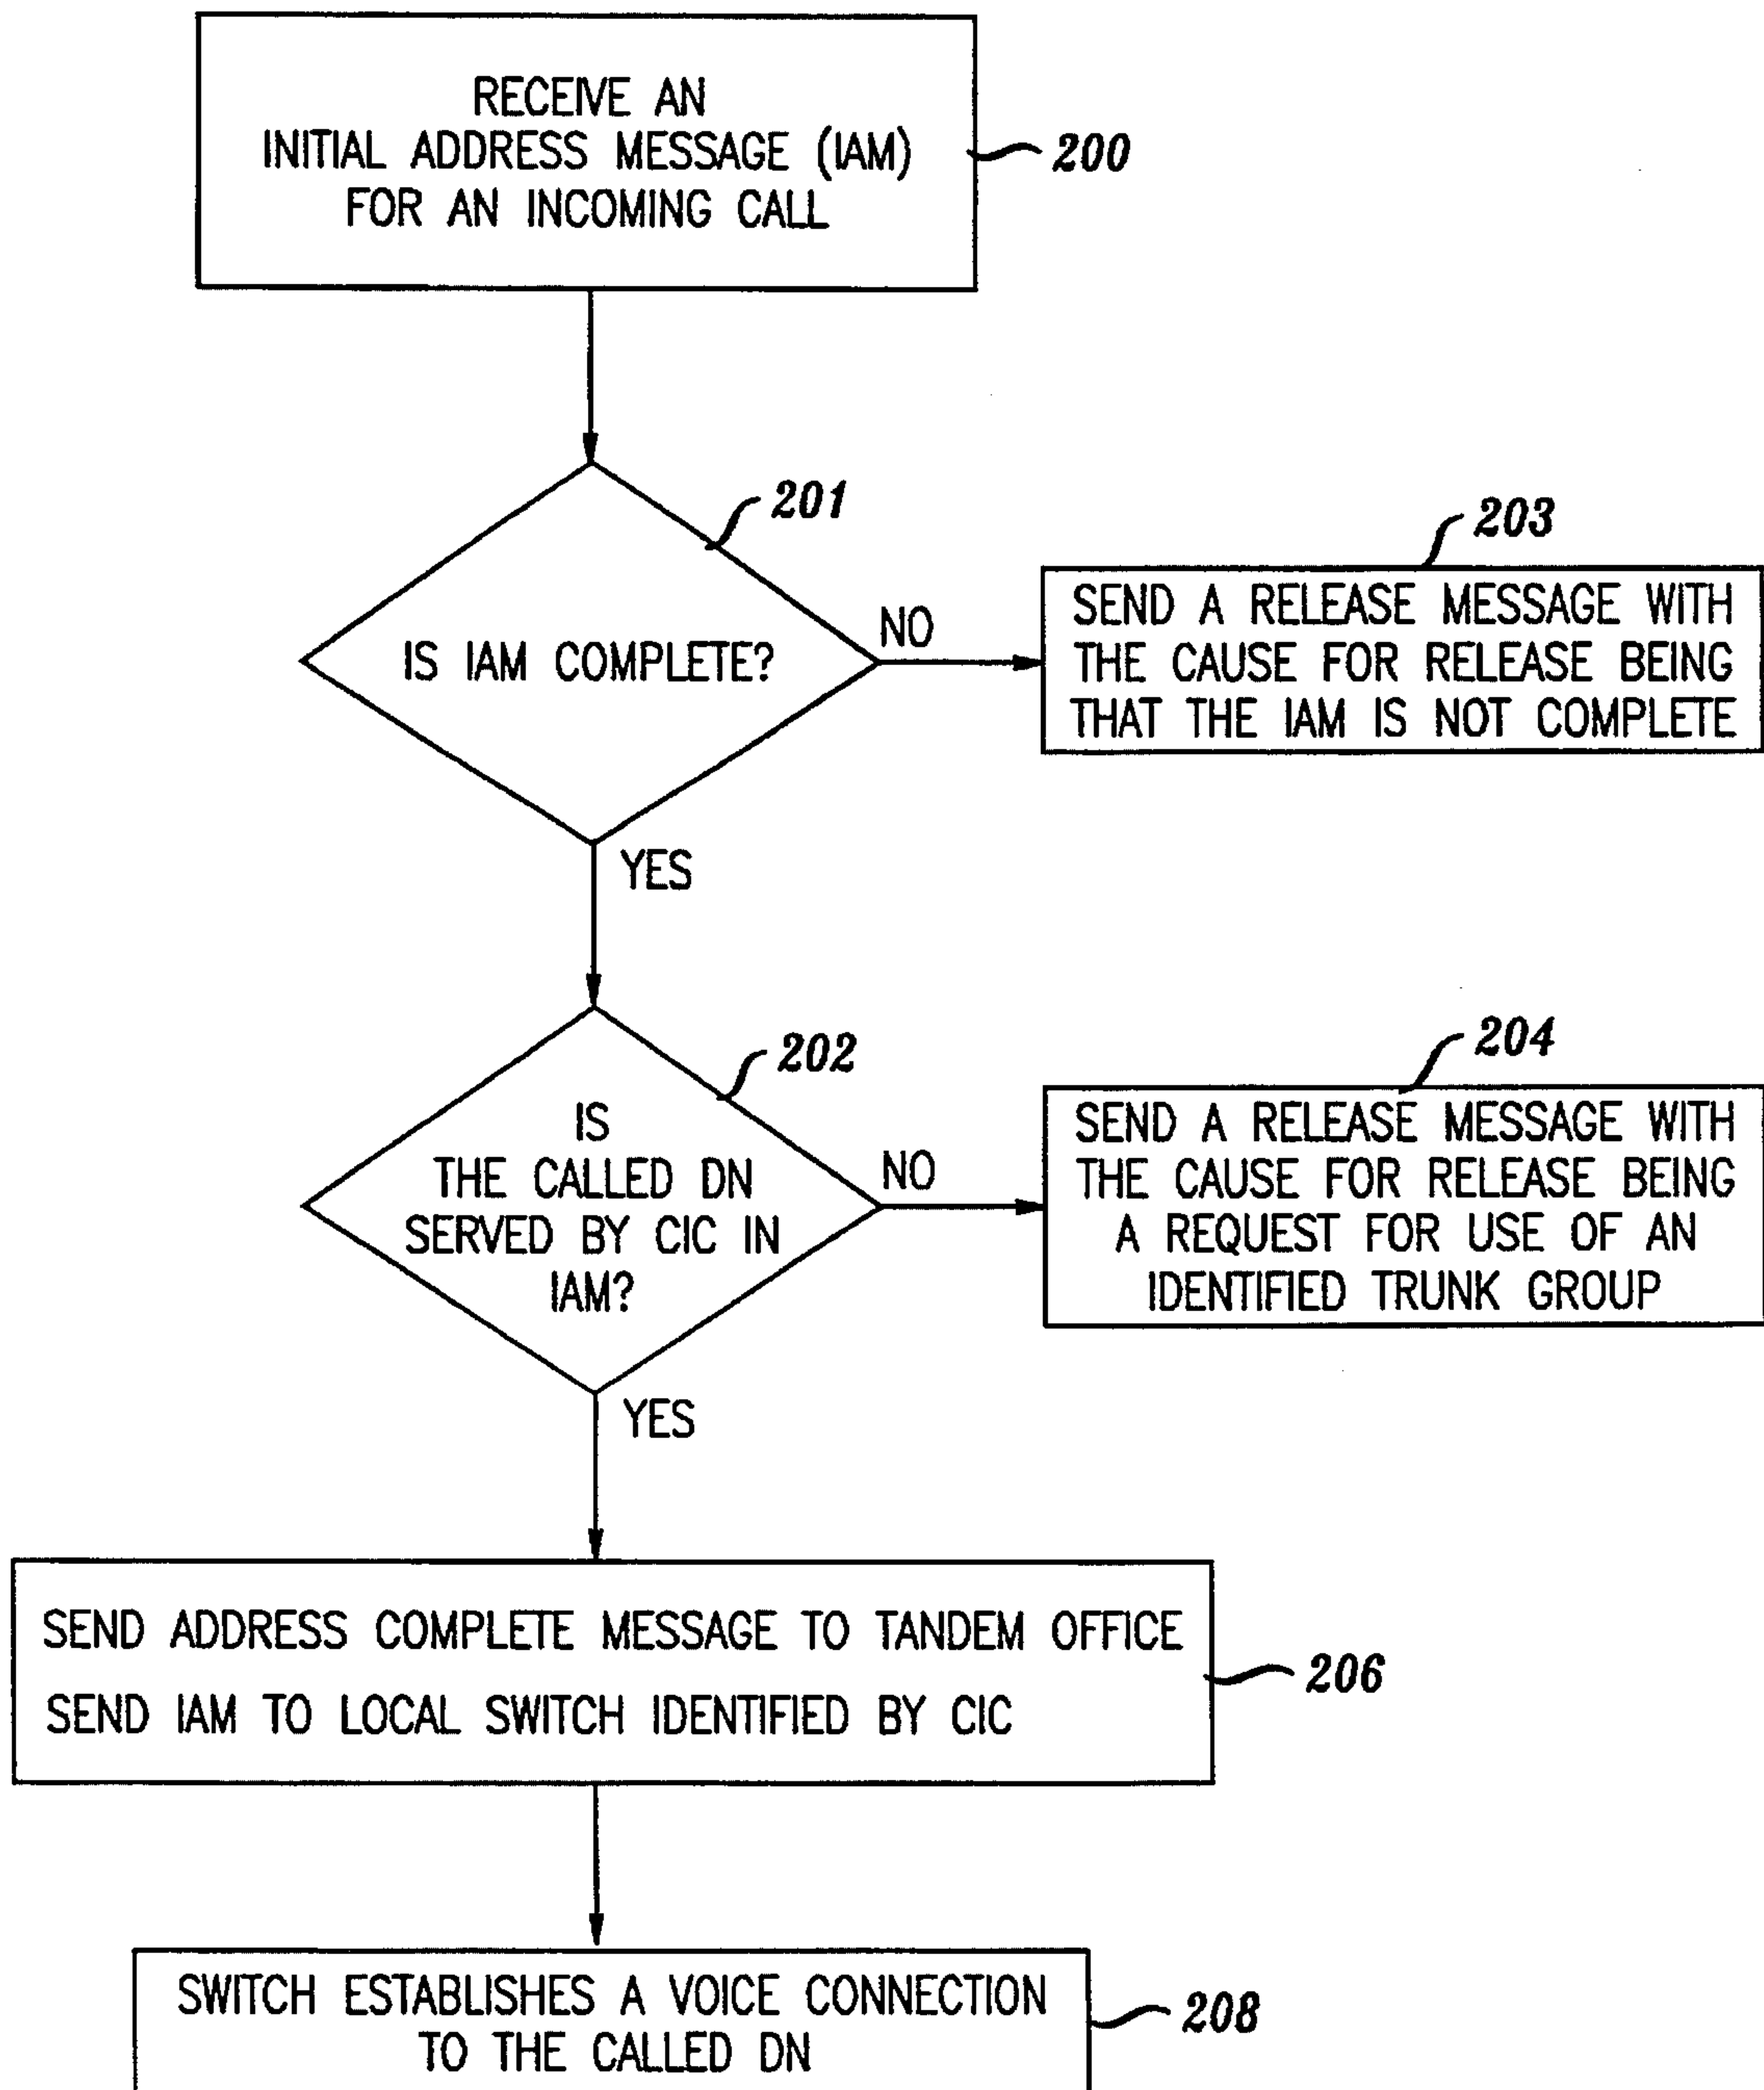 RECEIVE AN
INITIAL ADDRESS MESSAGE (IAM)
FOR AN INCOMING CALL
200
201
IS IAM COMPLETE?
NO
203
SEND A RELEASE MESSAGE WITH
THE CAUSE FOR RELEASE BEING
THAT THE IAM IS NOT COMPLETE
YES
202
IS
THE CALLED DN
SERVED BY CIC IN
IAM?
NO
204
SEND A RELEASE MESSAGE WITH
THE CAUSE FOR RELEASE BEING
A REQUEST FOR USE OF AN
IDENTIFIED TRUNK GROUP
YES
SEND ADDRESS COMPLETE MESSAGE TO TANDEM OFFICE
SEND IAM TO LOCAL SWITCH IDENTIFIED BY CIC
206
SWITCH ESTABLISHES A VOICE CONNECTION
TO THE CALLED DN
208